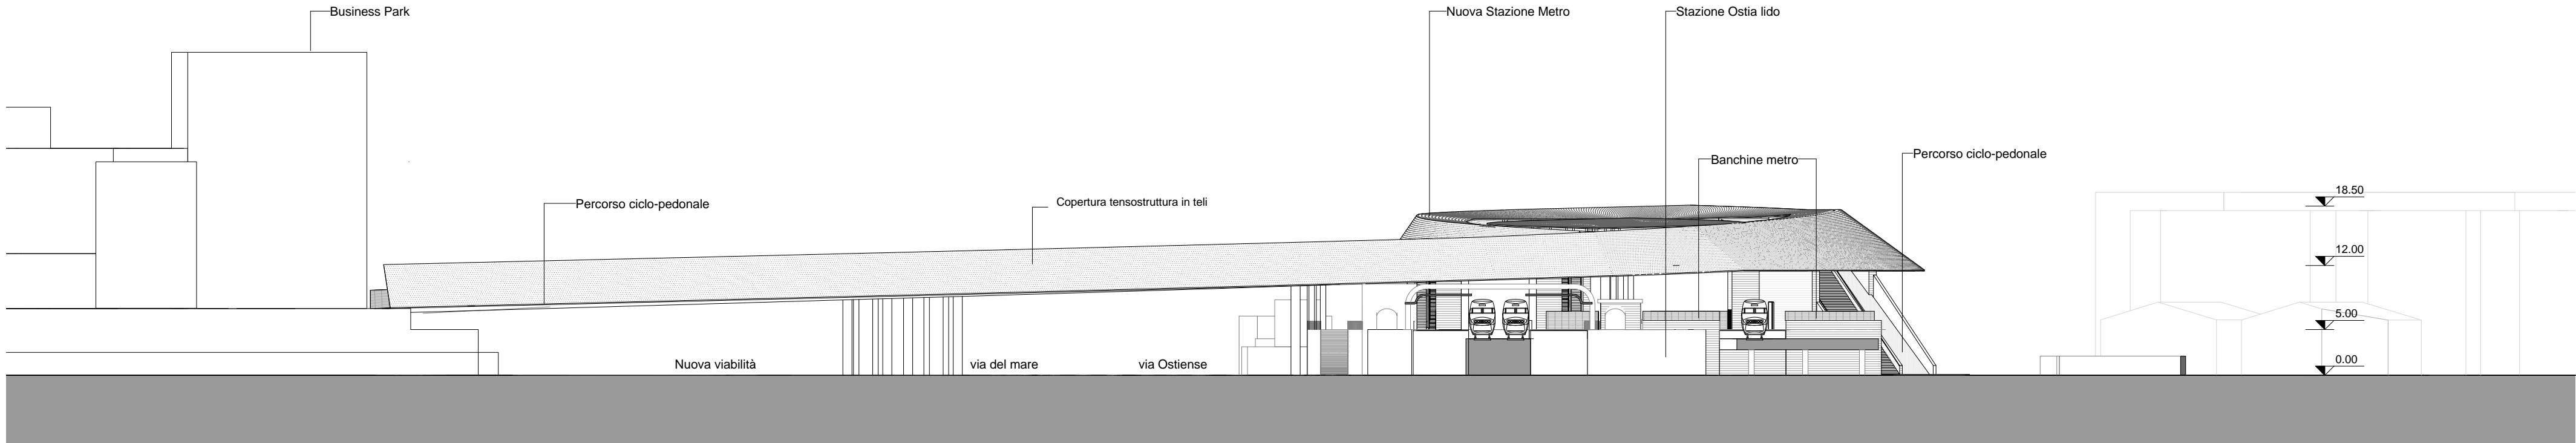 Business Park
Nuova Stazione Metro
Stazione Ostia lido
Banchine metro
Percorso ciclo-pedonale
Percorso ciclo-pedonale
Copertura tensostruttura in teli
18.50
12.00
5.00
0.00
Nuova viabilità
via del mare
via Ostiense